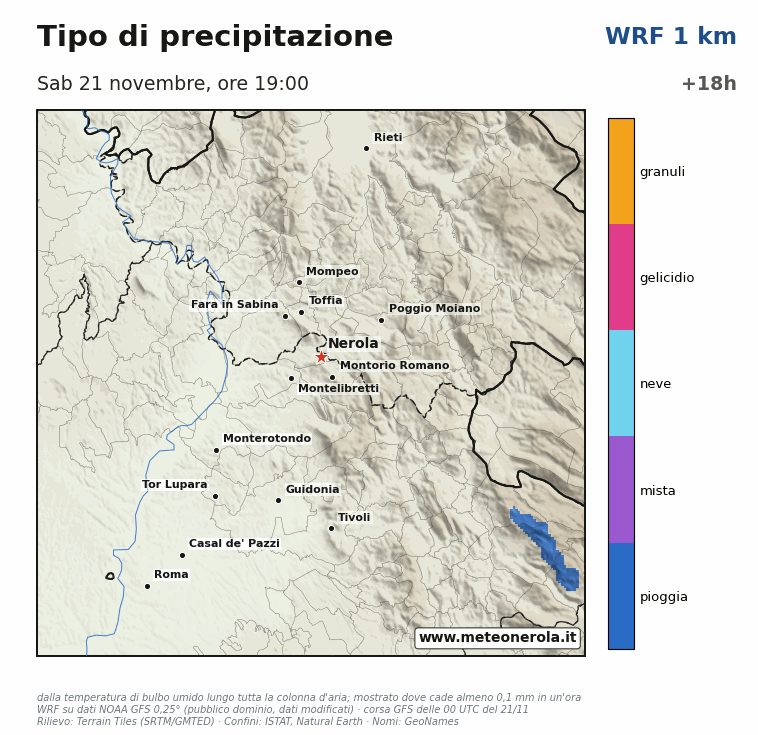 Tipo di precipitazione
WRF 1 km
Sab 21 novembre, ore 19:00
+18h
Rieti
granuli
gelicidio
neve
mista
pioggia
Mompeo
Fara in Sabina
Toffia
Poggio Moiano
Nerola
Montorio Romano
Montelibretti
Monterotondo
Tor Lupara
Guidonia
Tivoli
Casal de' Pazzi
Roma
www.meteonerola.it
dalla temperatura di bulbo umido lungo tutta la colonna d'aria; mostrato dove cade almeno 0,1 mm in un'ora
WRF su dati NOAA GFS 0,25° (pubblico dominio, dati modificati) · corsa GFS delle 00 UTC del 21/11
Rilievo: Terrain Tiles (SRTM/GMTED) · Confini: ISTAT, Natural Earth · Nomi: GeoNames